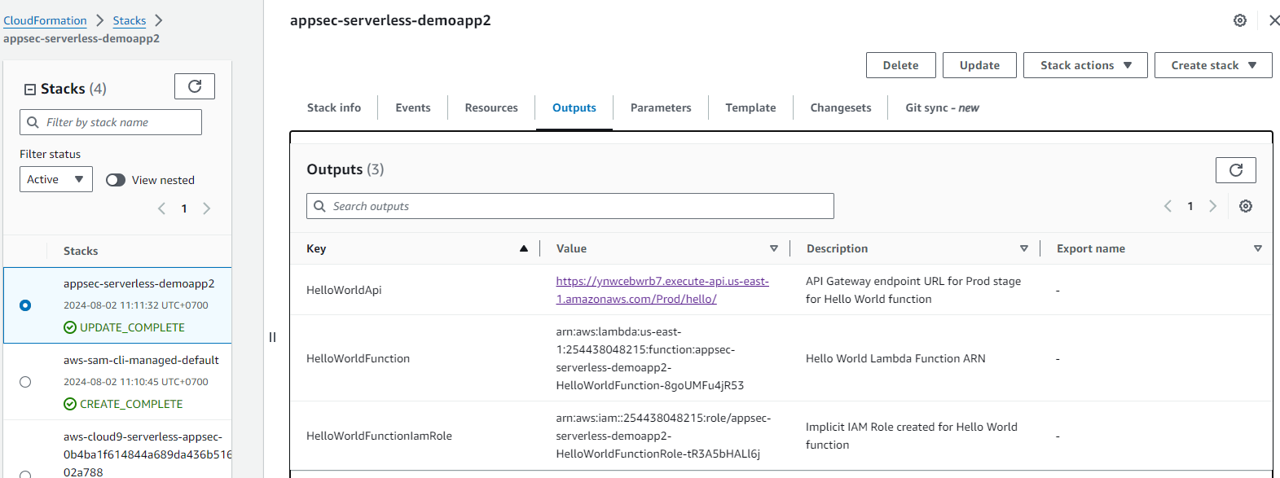 CloudFormation > Stacks >
appsec-serverless-demoapp2
Stacks (4)
Filter by stack name
Filter status
Active
View nested
1
Stacks
appsec-serverless-demoapp2
2024-08-02 11:11:32 UTC+0700
UPDATE_COMPLETE
aws-sam-cli-managed-default
2024-08-02 11:10:45 UTC+0700
CREATE_COMPLETE
aws-cloud9-serverless-appsec-
0b4ba1f614844a689da436b516
02a788
appsec-serverless-demoapp2
Delete
Update
Stack actions
Create stack
Stack info
Events
Resources
Outputs
Parameters
Template
Changesets
Git sync - new
Outputs (3)
Search outputs
1
Key
Value
Description
Export name
HelloWorldApi
https://ynwcebwrb7.execute-api.us-east-
1.amazonaws.com/Prod/hello/
API Gateway endpoint URL for Prod stage
for Hello World function
-
HelloWorldFunction
arn:aws:lambda:us-east-
1:254438048215:function:appsec-
serverless-demoapp2-
HelloWorldFunction-8goUMFu4jR53
Hello World Lambda Function ARN
-
HelloWorldFunctionIamRole
arn:aws:iam::254438048215:role/appsec-
serverless-demoapp2-
HelloWorldFunctionRole-tR3A5bHALl6j
Implicit IAM Role created for Hello World
function
-